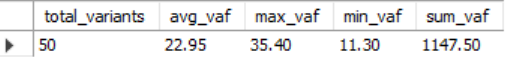 total_variants avg_vaf max_vaf min_vaf sum_vaf
50 22.95 35.40 11.30 1147.50